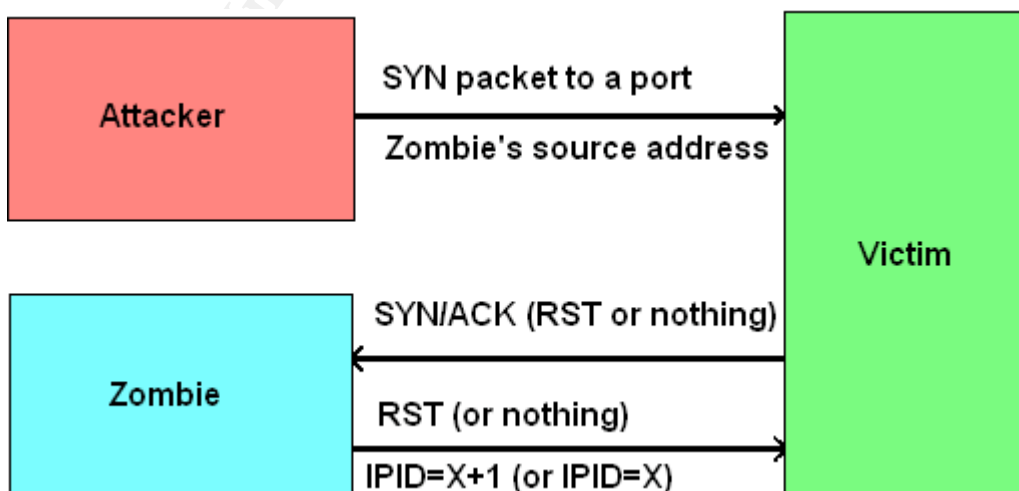 Attacker
SYN packet to a port
Zombie's source address
Victim
SYN/ACK (RST or nothing)
Zombie
RST (or nothing)
IPID=X+1 (or IPID=X)